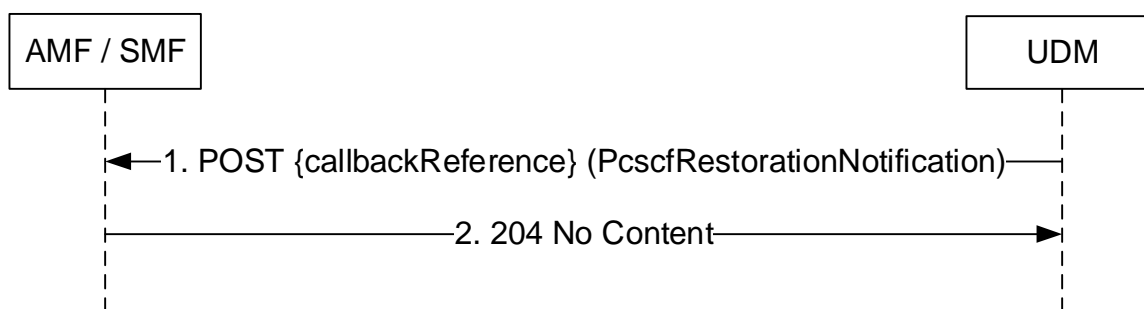 AMF / SMF
UDM
1. POST {callbackReference} (PcscfRestorationNotification)
2. 204 No Content